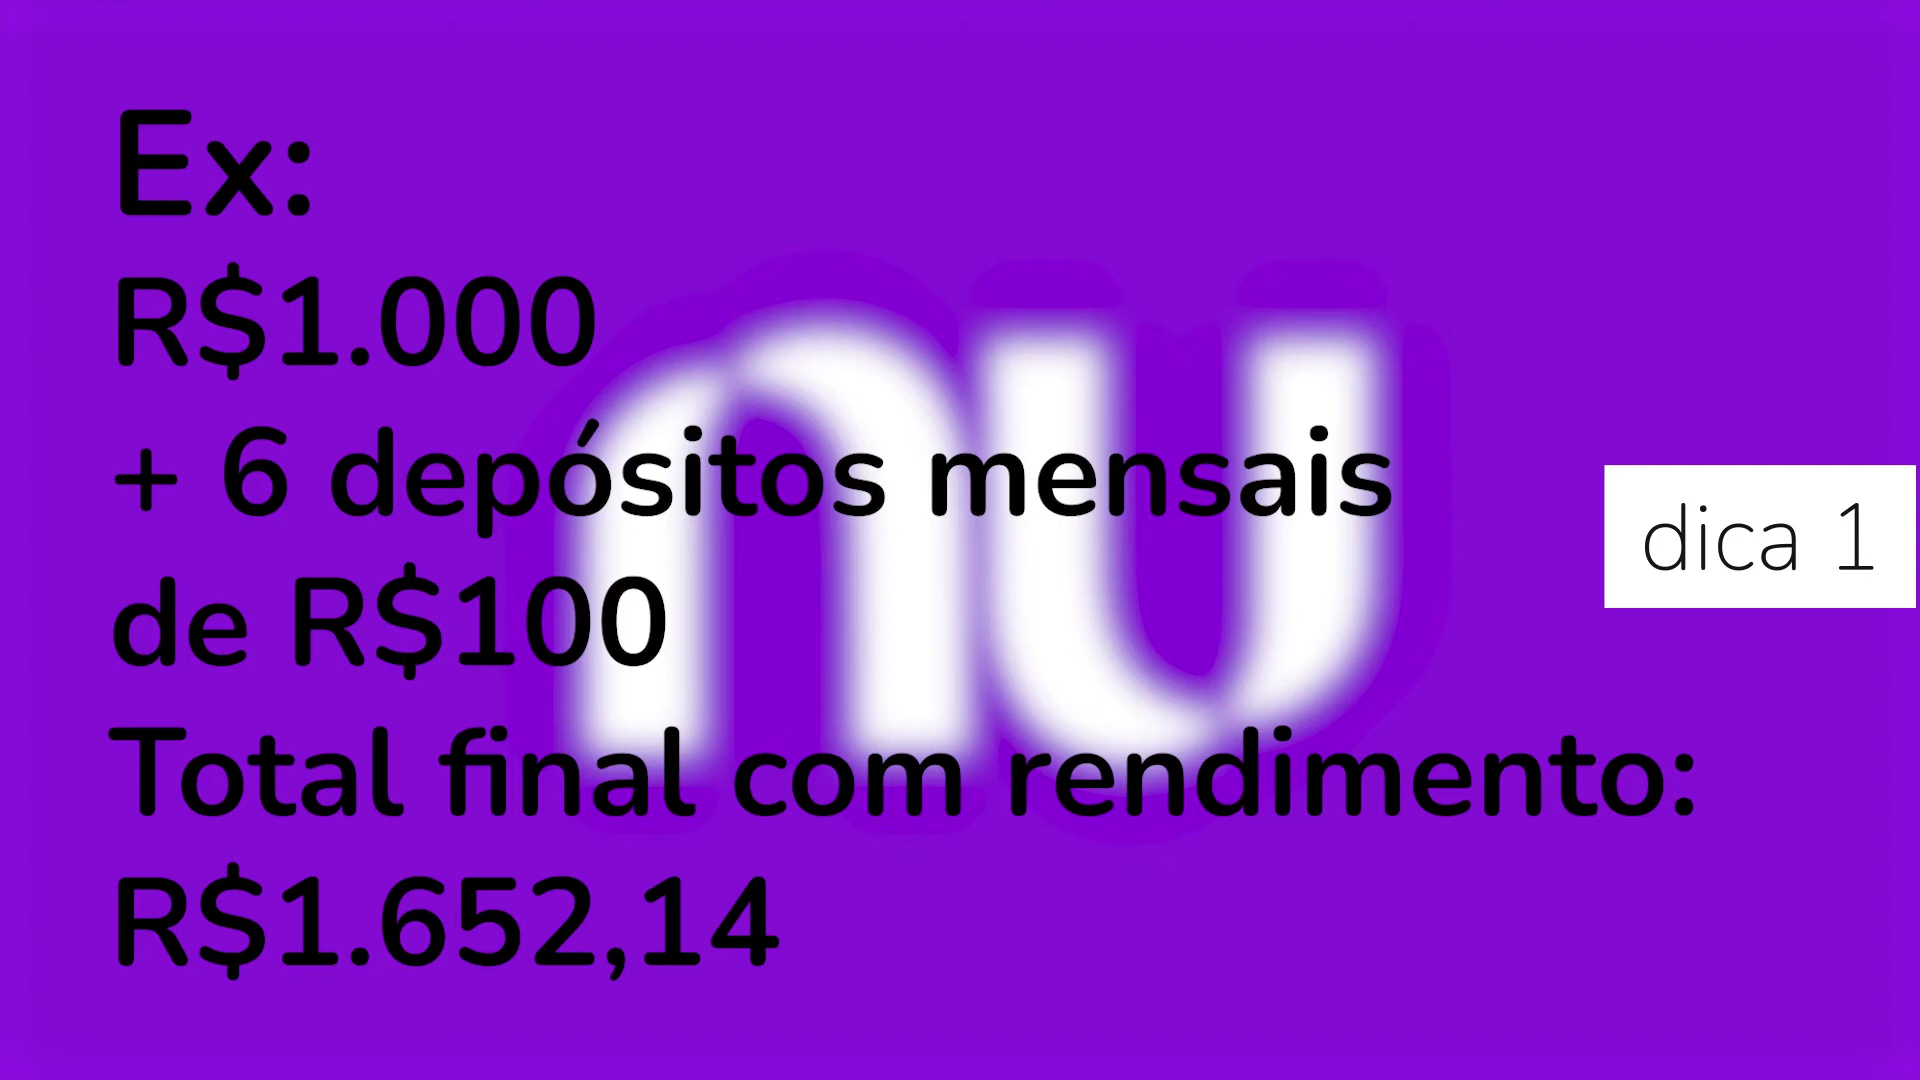 Ex:
R$1.000
+ 6 depósitos mensais
de R$100
Total final com rendimento:
R$1.652,14
dica 1
nu